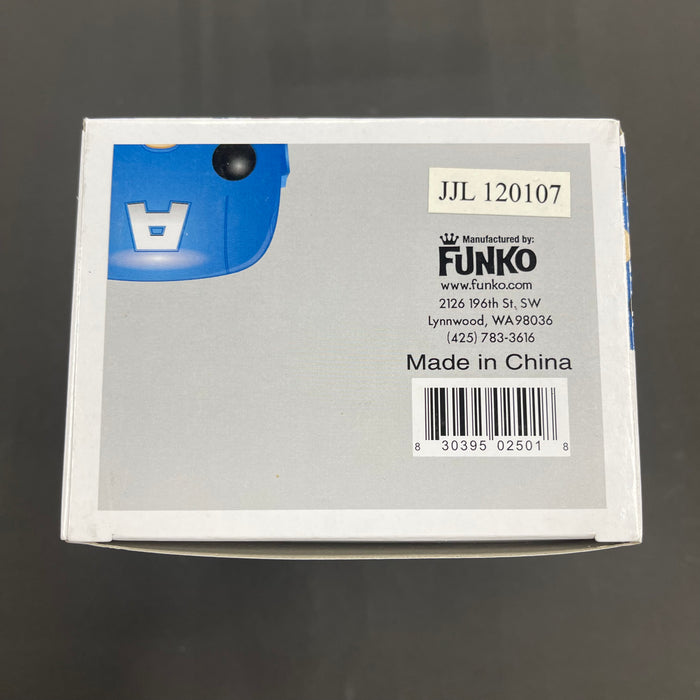 A
JJL 120107
Manufactured by:
FUNKO
www.funko.com
2126 196th St, SW
Lynnwood, WA98036
(425) 783-3616
Made in China
8 30395 02501 8